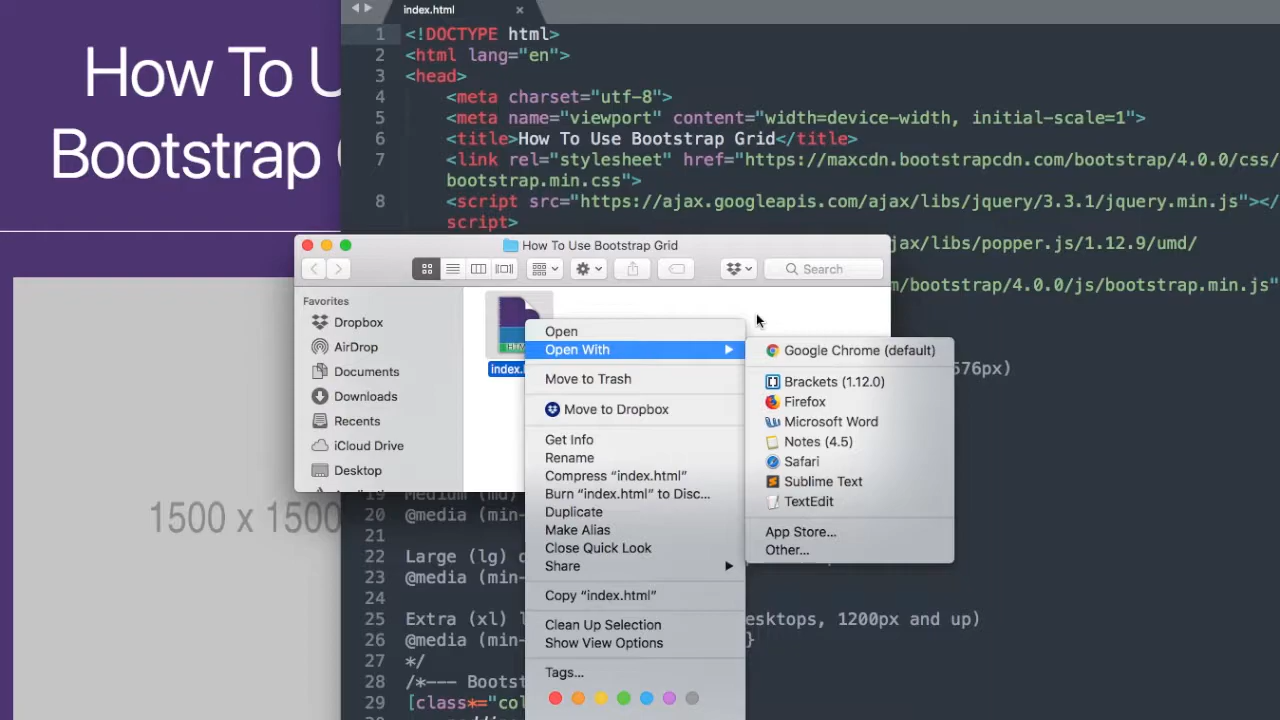 How To U
Bootstrap
1500 x 1500
index.html
1 <!DOCTYPE html>
2 <html lang="en">
3 <head>
4 <meta charset="utf-8">
5 <meta name="viewport" content="width=device-width, initial-scale=1">
6 <title>How To Use Bootstrap Grid</title>
7 <link rel="stylesheet" href="https://maxcdn.bootstrapcdn.com/bootstrap/4.0.0/css/
bootstrap.min.css">
8 <script src="https://ajax.googleapis.com/ajax/libs/jquery/3.3.1/jquery.min.js"></
script>
jax/libs/popper.js/1.12.9/umd/
m/bootstrap/4.0.0/js/bootstrap.min.js"
576px)
How To Use Bootstrap Grid
Search
Favorites
Dropbox
AirDrop
Documents
Downloads
Recents
iCloud Drive
Desktop
index.
Open
Open With
Move to Trash
Move to Dropbox
Get Info
Rename
Compress “index.html”
Burn “index.html” to Disc...
Duplicate
Make Alias
Close Quick Look
Share
Copy “index.html”
Clean Up Selection
Show View Options
Tags...
Google Chrome (default)
Brackets (1.12.0)
Firefox
Microsoft Word
Notes (4.5)
Safari
Sublime Text
TextEdit
App Store...
Other...
19 Medium (md)
20 @media (min-
21
22 Large (lg) d
23 @media (min-
24
25 Extra (xl) l esktops, 1200px and up)
26 @media (min- }
27 */
28 /*--- Bootst
29 [class*="col